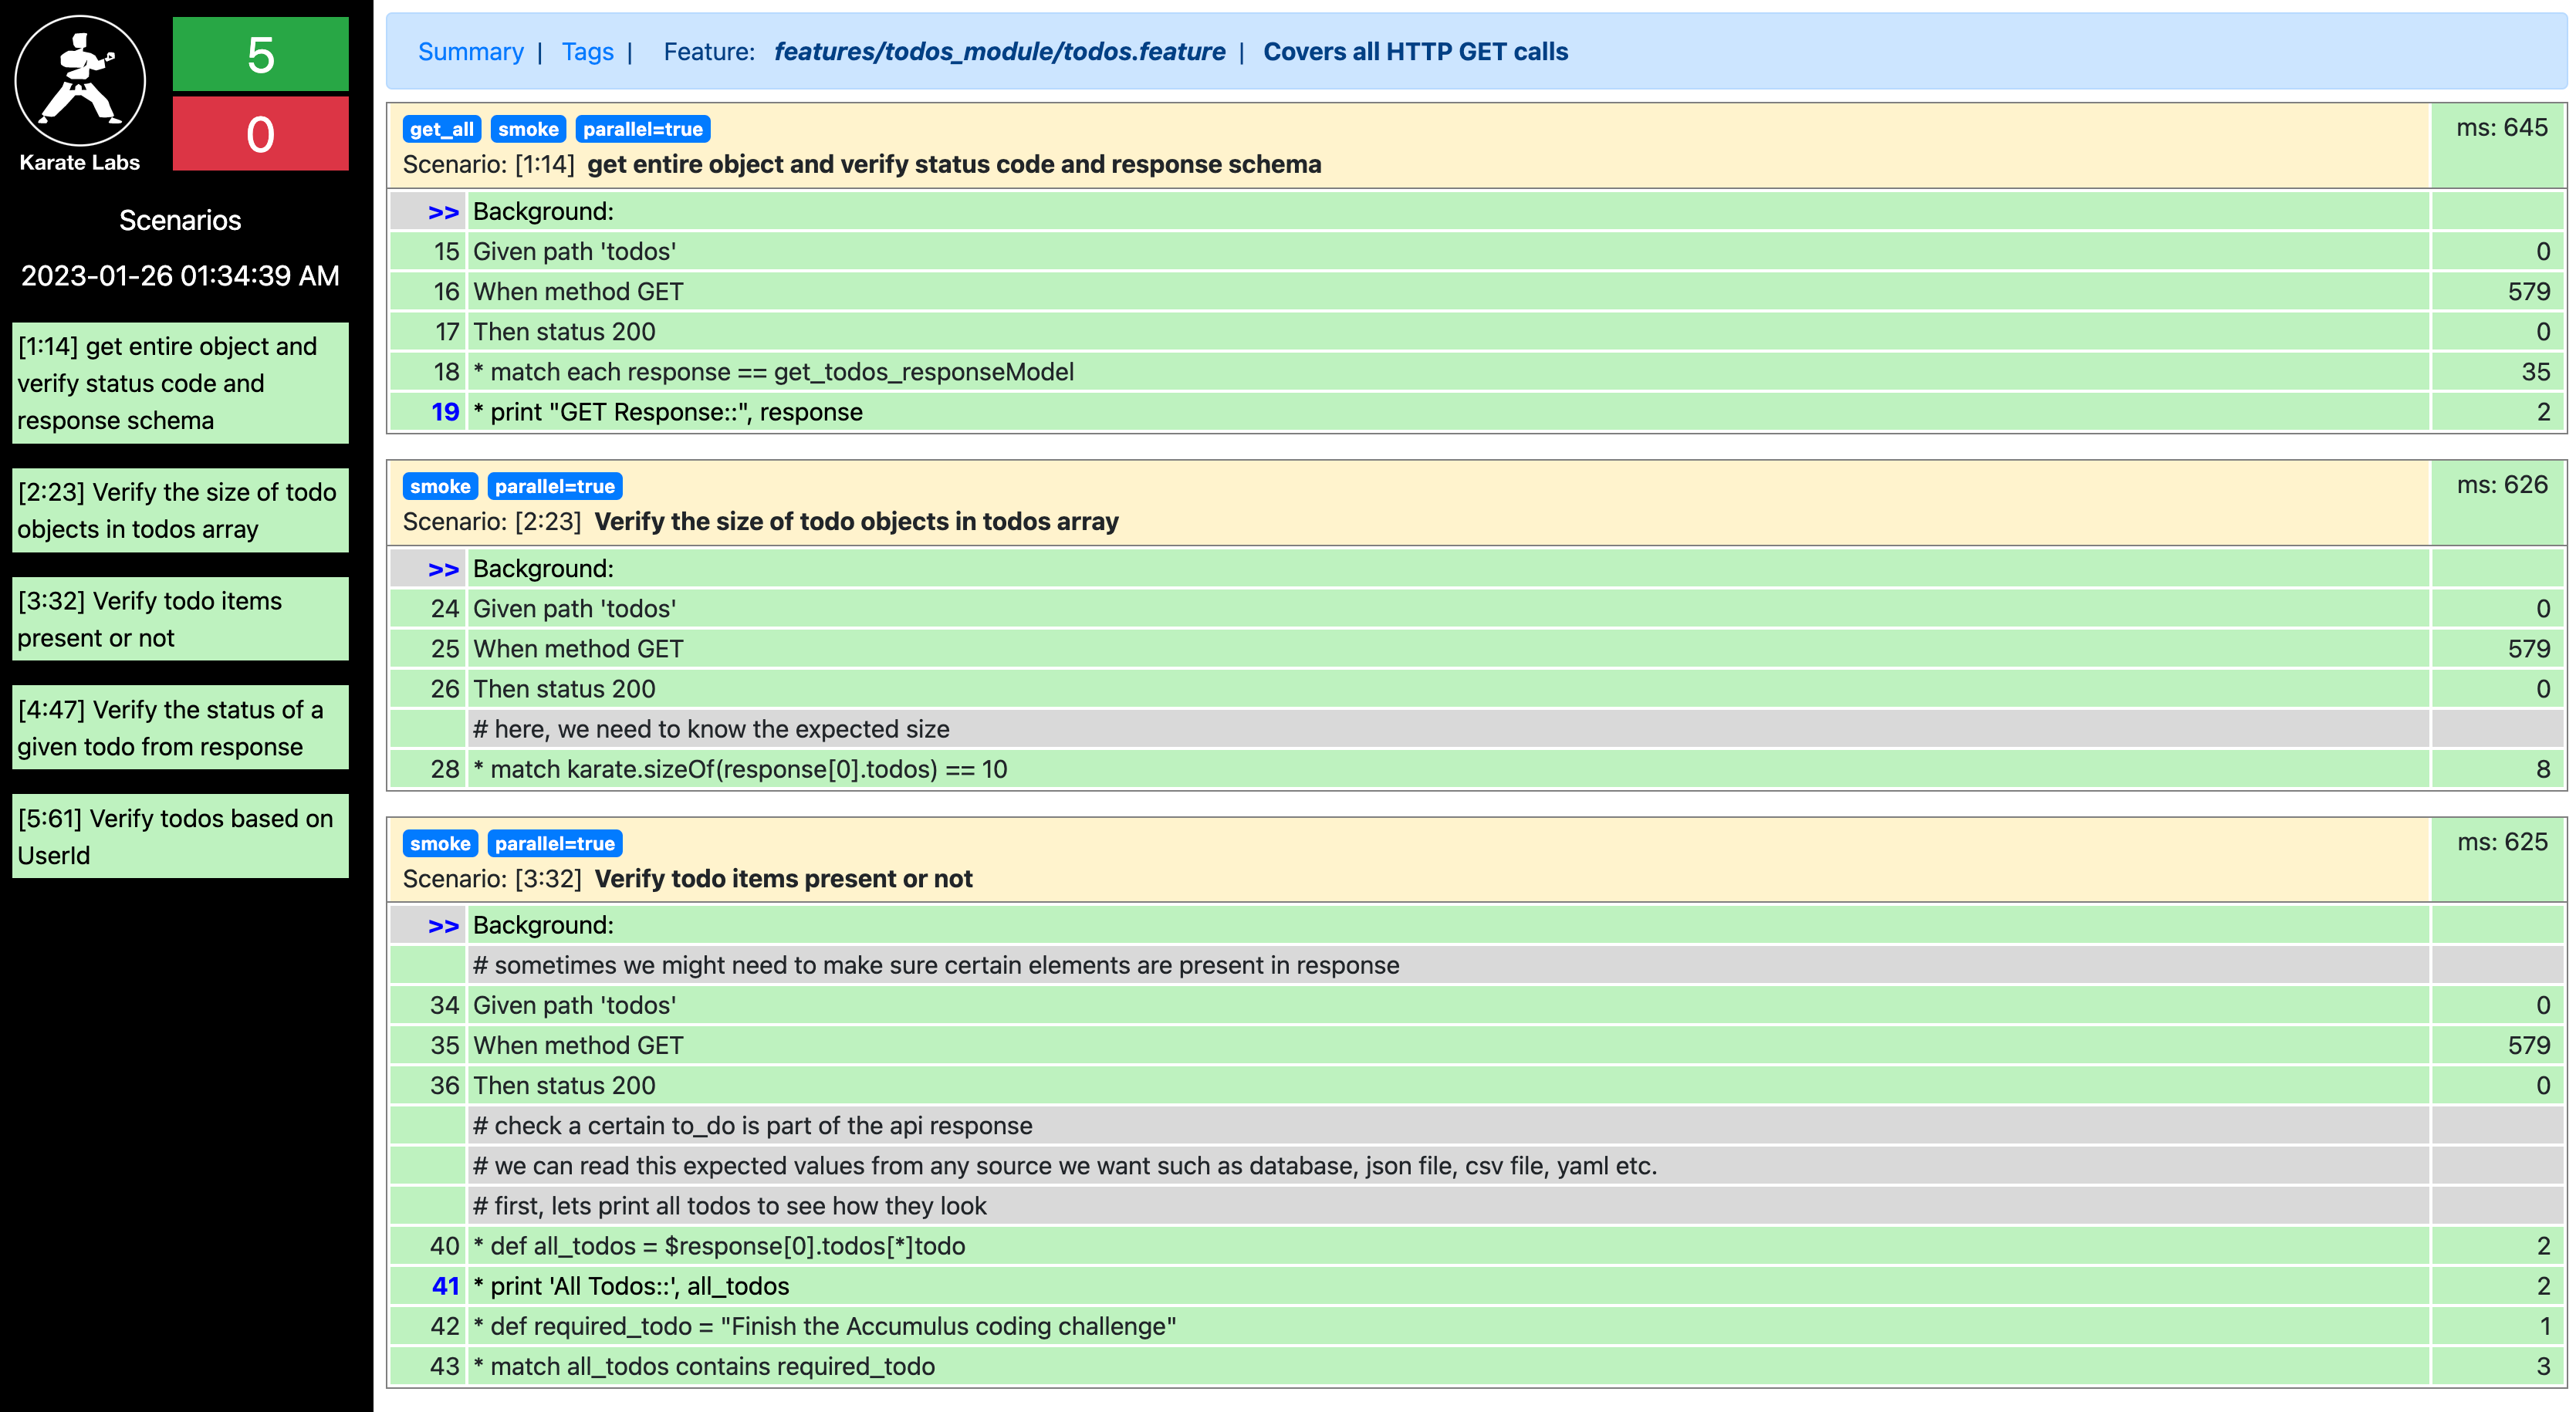 Karate Labs
5
0
Scenarios
2023-01-26 01:34:39 AM
[1:14] get entire object and
verify status code and
response schema
[2:23] Verify the size of todo
objects in todos array
[3:32] Verify todo items
present or not
[4:47] Verify the status of a
given todo from response
[5:61] Verify todos based on
UserId
Summary | Tags | Feature: features/todos_module/todos.feature | Covers all HTTP GET calls
get_all smoke parallel=true ms: 645
Scenario: [1:14] get entire object and verify status code and response schema
>> Background:
15 Given path 'todos' 0
16 When method GET 579
17 Then status 200 0
18 * match each response == get_todos_responseModel 35
19 * print "GET Response::", response 2
smoke parallel=true ms: 626
Scenario: [2:23] Verify the size of todo objects in todos array
>> Background:
24 Given path 'todos' 0
25 When method GET 579
26 Then status 200 0
# here, we need to know the expected size
28 * match karate.sizeOf(response[0].todos) == 10 8
smoke parallel=true ms: 625
Scenario: [3:32] Verify todo items present or not
>> Background:
# sometimes we might need to make sure certain elements are present in response
34 Given path 'todos' 0
35 When method GET 579
36 Then status 200 0
# check a certain to_do is part of the api response
# we can read this expected values from any source we want such as database, json file, csv file, yaml etc.
# first, lets print all todos to see how they look
40 * def all_todos = $response[0].todos[*]todo 2
41 * print 'All Todos::', all_todos 2
42 * def required_todo = "Finish the Accumulus coding challenge" 1
43 * match all_todos contains required_todo 3